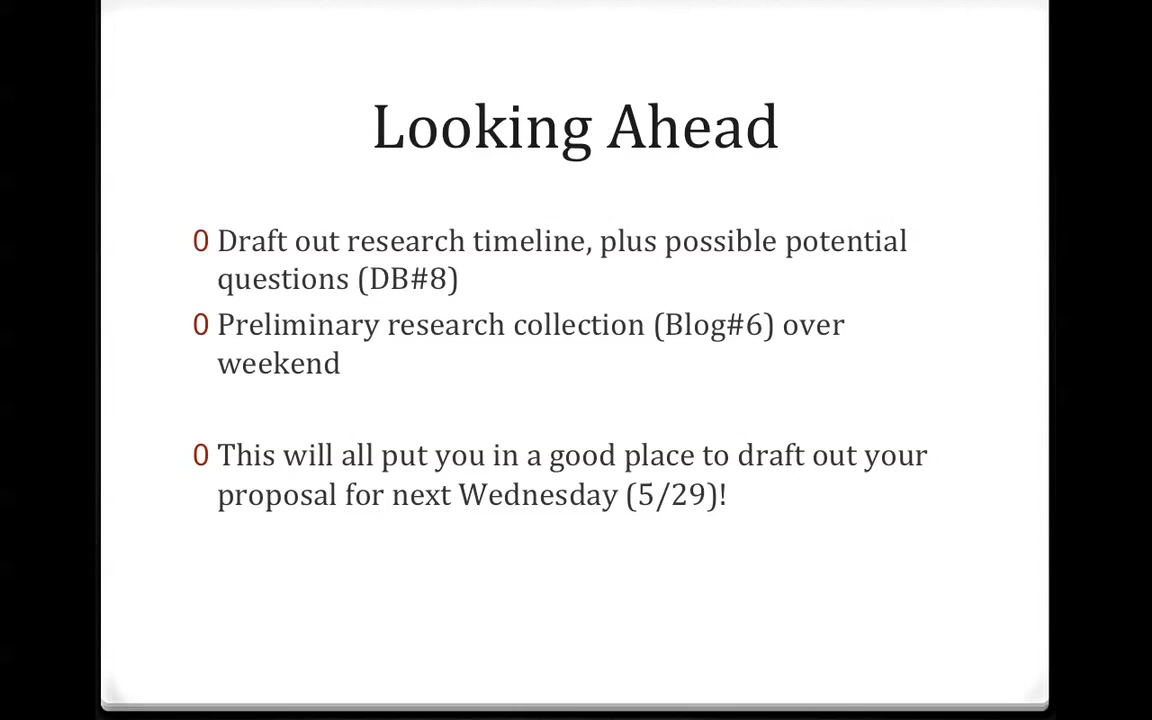 Looking Ahead
0 Draft out research timeline, plus possible potential
questions (DB#8)
0 Preliminary research collection (Blog#6) over
weekend
0 This will all put you in a good place to draft out your
proposal for next Wednesday (5/29)!